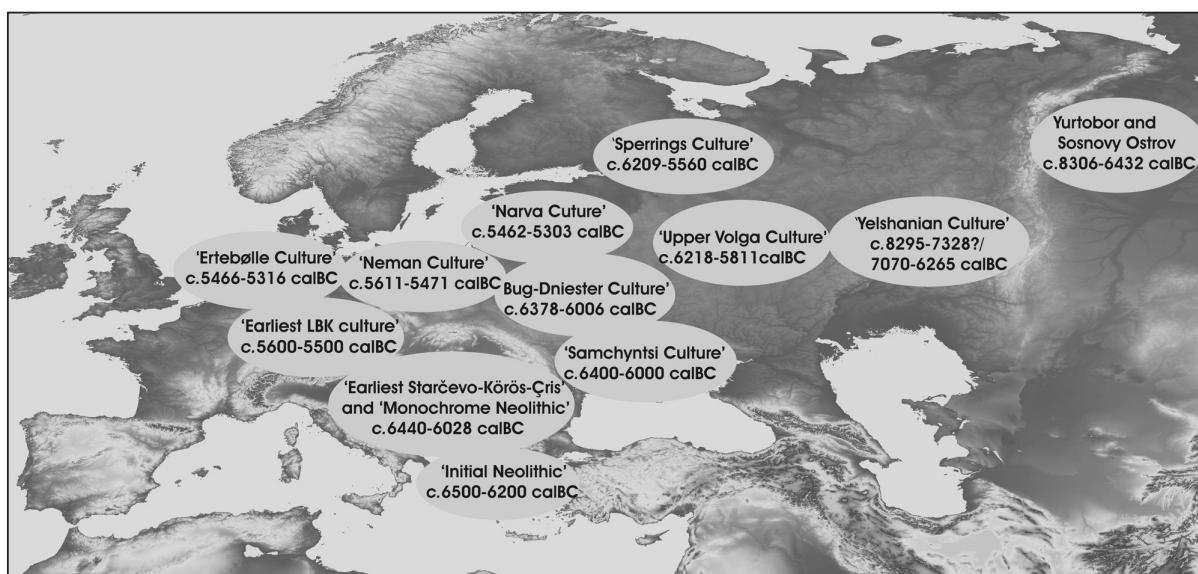 'Sperrings Culture'
c.6209-5560 calBC
Yurtobor and
Sosnovy Ostrov
c.8306-6432 calBC
'Narva Cuture'
c.5462-5303 calBC
'Upper Volga Culture'
c.6218-5811calBC
'Yelshanian Culture'
c.8295-7328?/
7070-6265 calBC
'Ertebølle Culture'
c.5466-5316 calBC
'Neman Culture'
c.5611-5471 calBC
Bug-Dniester Culture'
c.6378-6006 calBC
'Earliest LBK culture'
c.5600-5500 calBC
'Samchyntsi Culture'
c.6400-6000 calBC
'Earliest Starčevo-Körös-Çris'
and 'Monochrome Neolithic'
c.6440-6028 calBC
'Initial Neolithic'
c.6500-6200 calBC